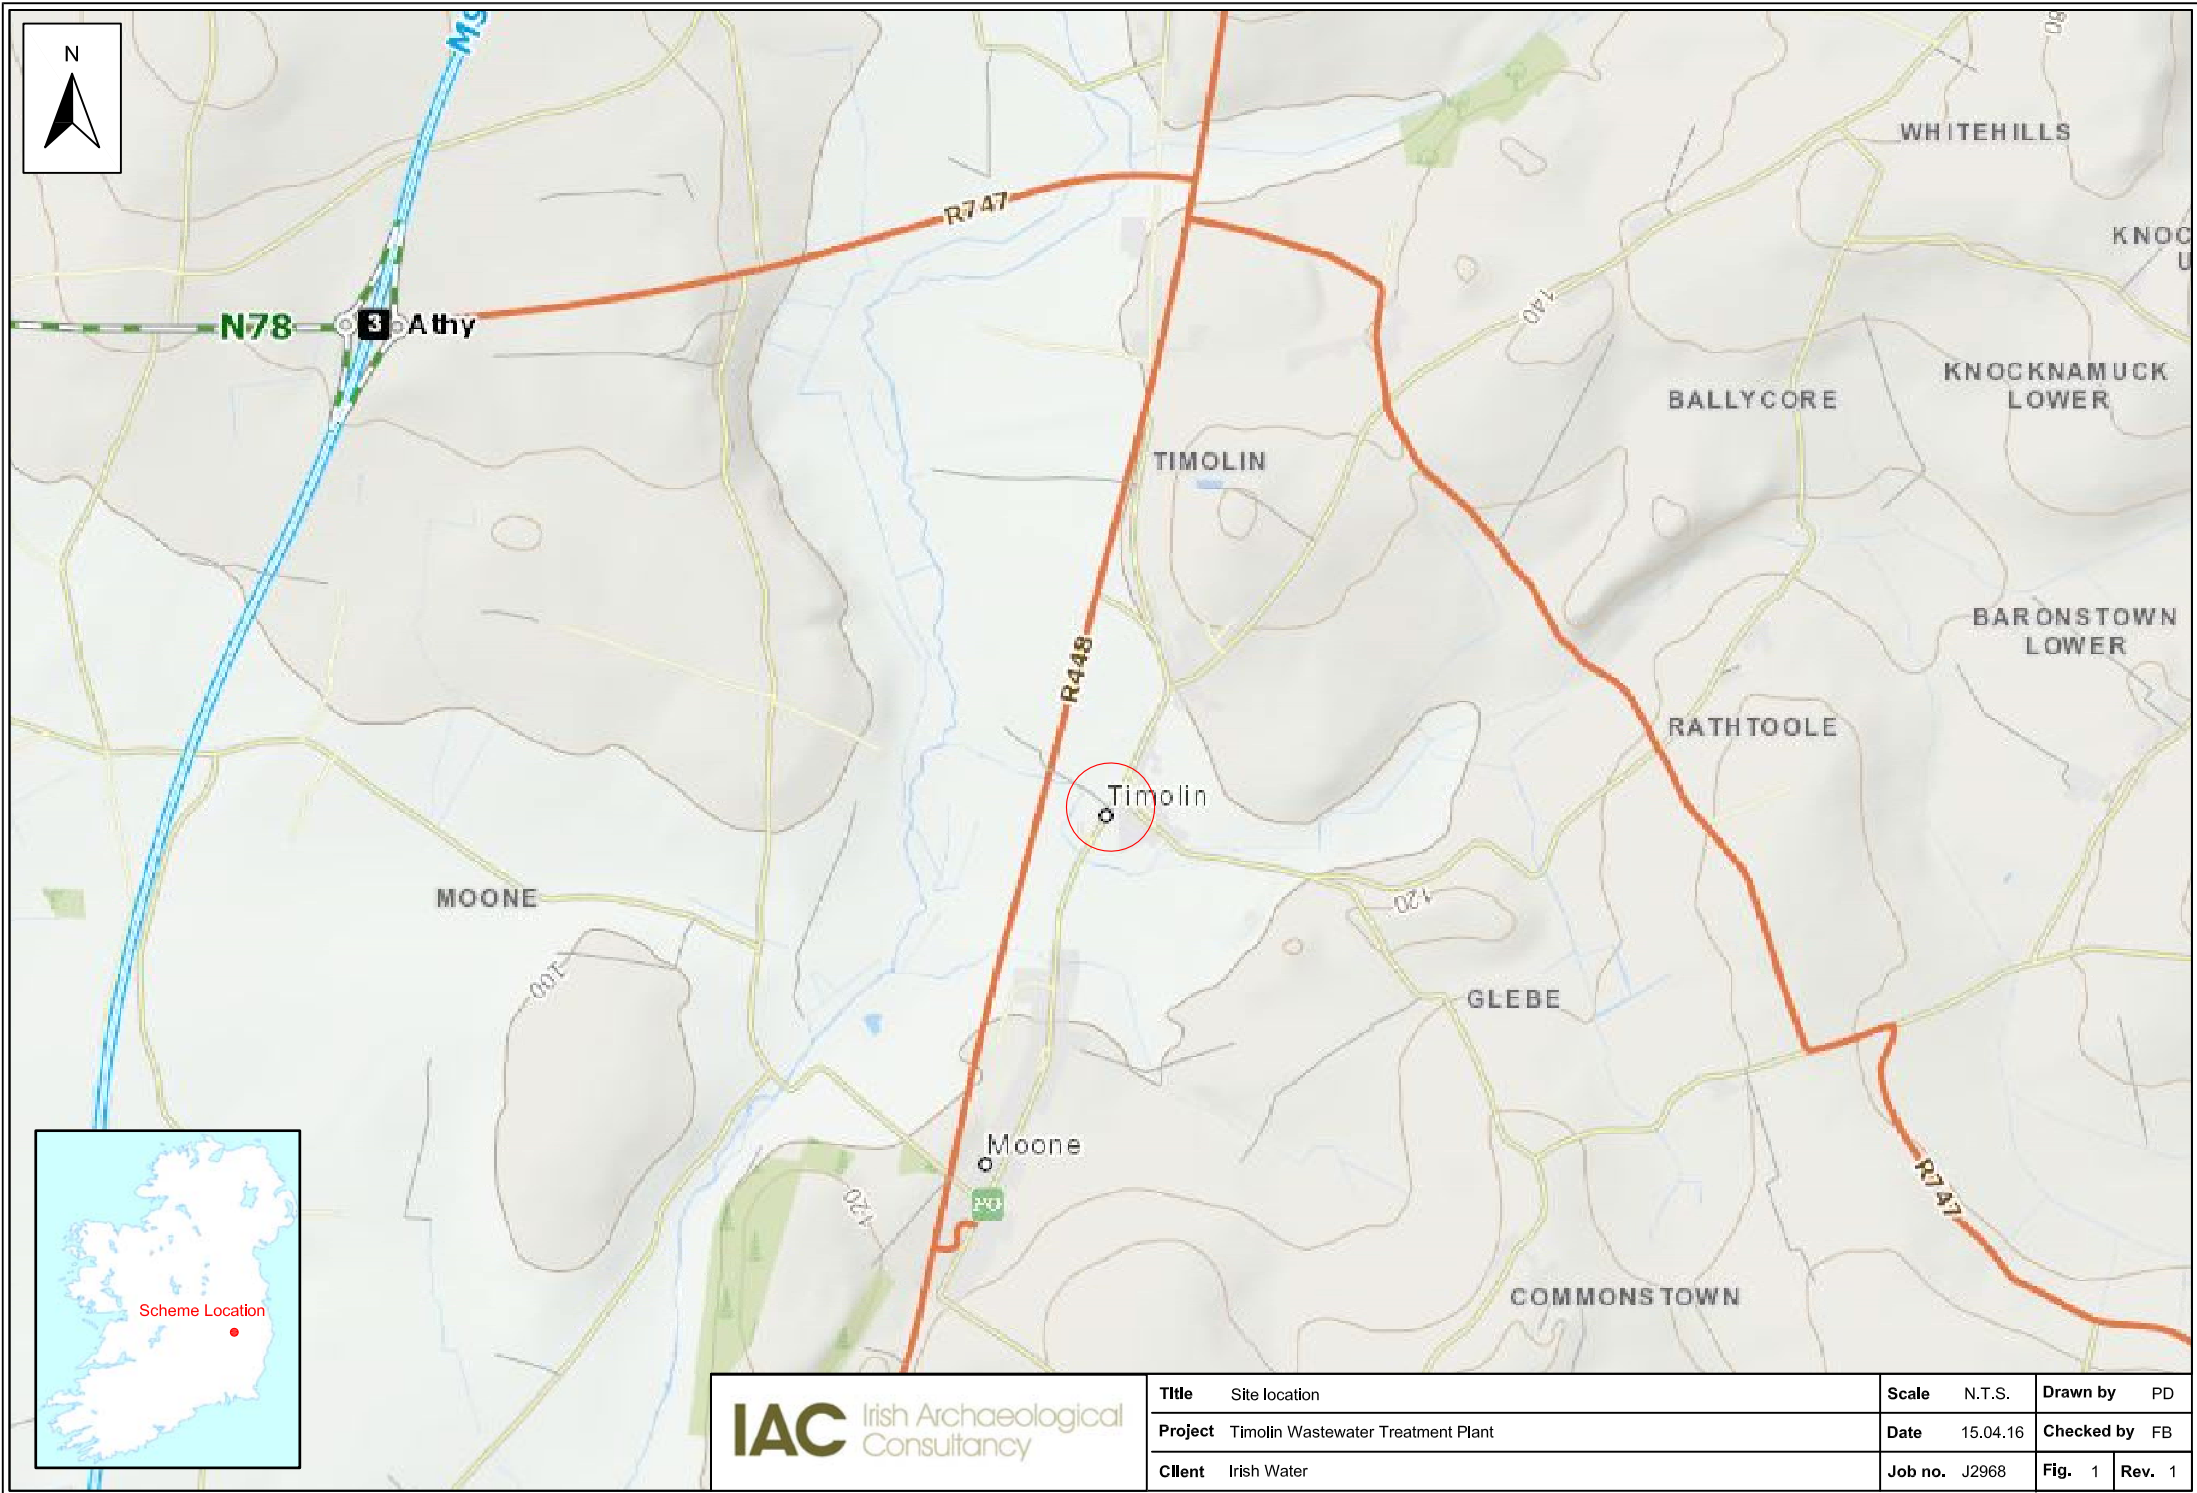 N
M9
80
WHITEHILLS
R747
KNOC
U
140
N78
3
Athy
KNOCKNAMUCK
LOWER
BALLYCORE
TIMOLIN
BARONSTOWN
LOWER
R448
RATHTOOLE
Timolin
MOONE
120
100
GLEBE
Moone
PO
120
R747
Scheme Location
COMMONSTOWN
IAC Irish Archaeological
Consultancy
Title Site location
Scale N.T.S.
Drawn by PD
Project Timolin Wastewater Treatment Plant
Date 15.04.16
Checked by FB
Client Irish Water
Job no. J2968
Fig. 1
Rev. 1